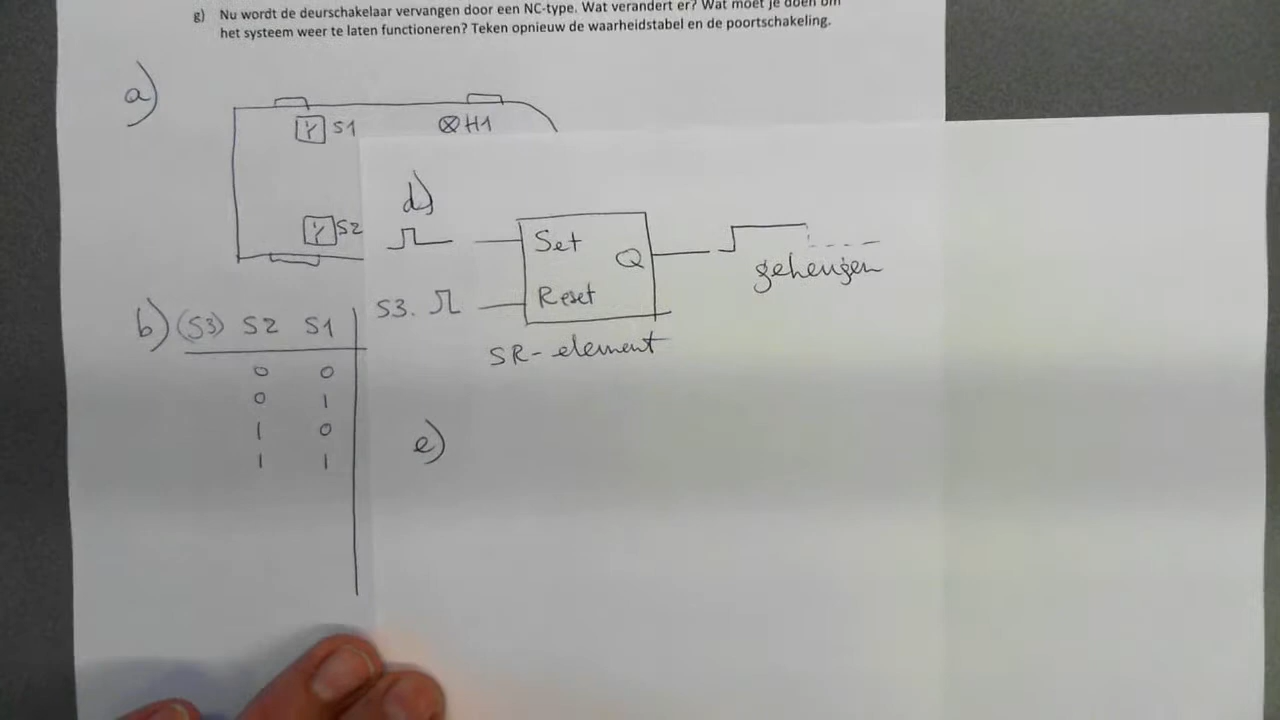 g) Nu wordt de deurschakelaar vervangen door een NC-type. Wat verandert er? Wat moet je doen om
het systeem weer te laten functioneren? Teken opnieuw de waarheidstabel en de poortschakeling.
a)
S1
H1
S2
d)
Set
Q
Reset
S3.
geheugen
SR-element
b) (S3) S2 S1
0 0
0 1
1 0
1 1
e)